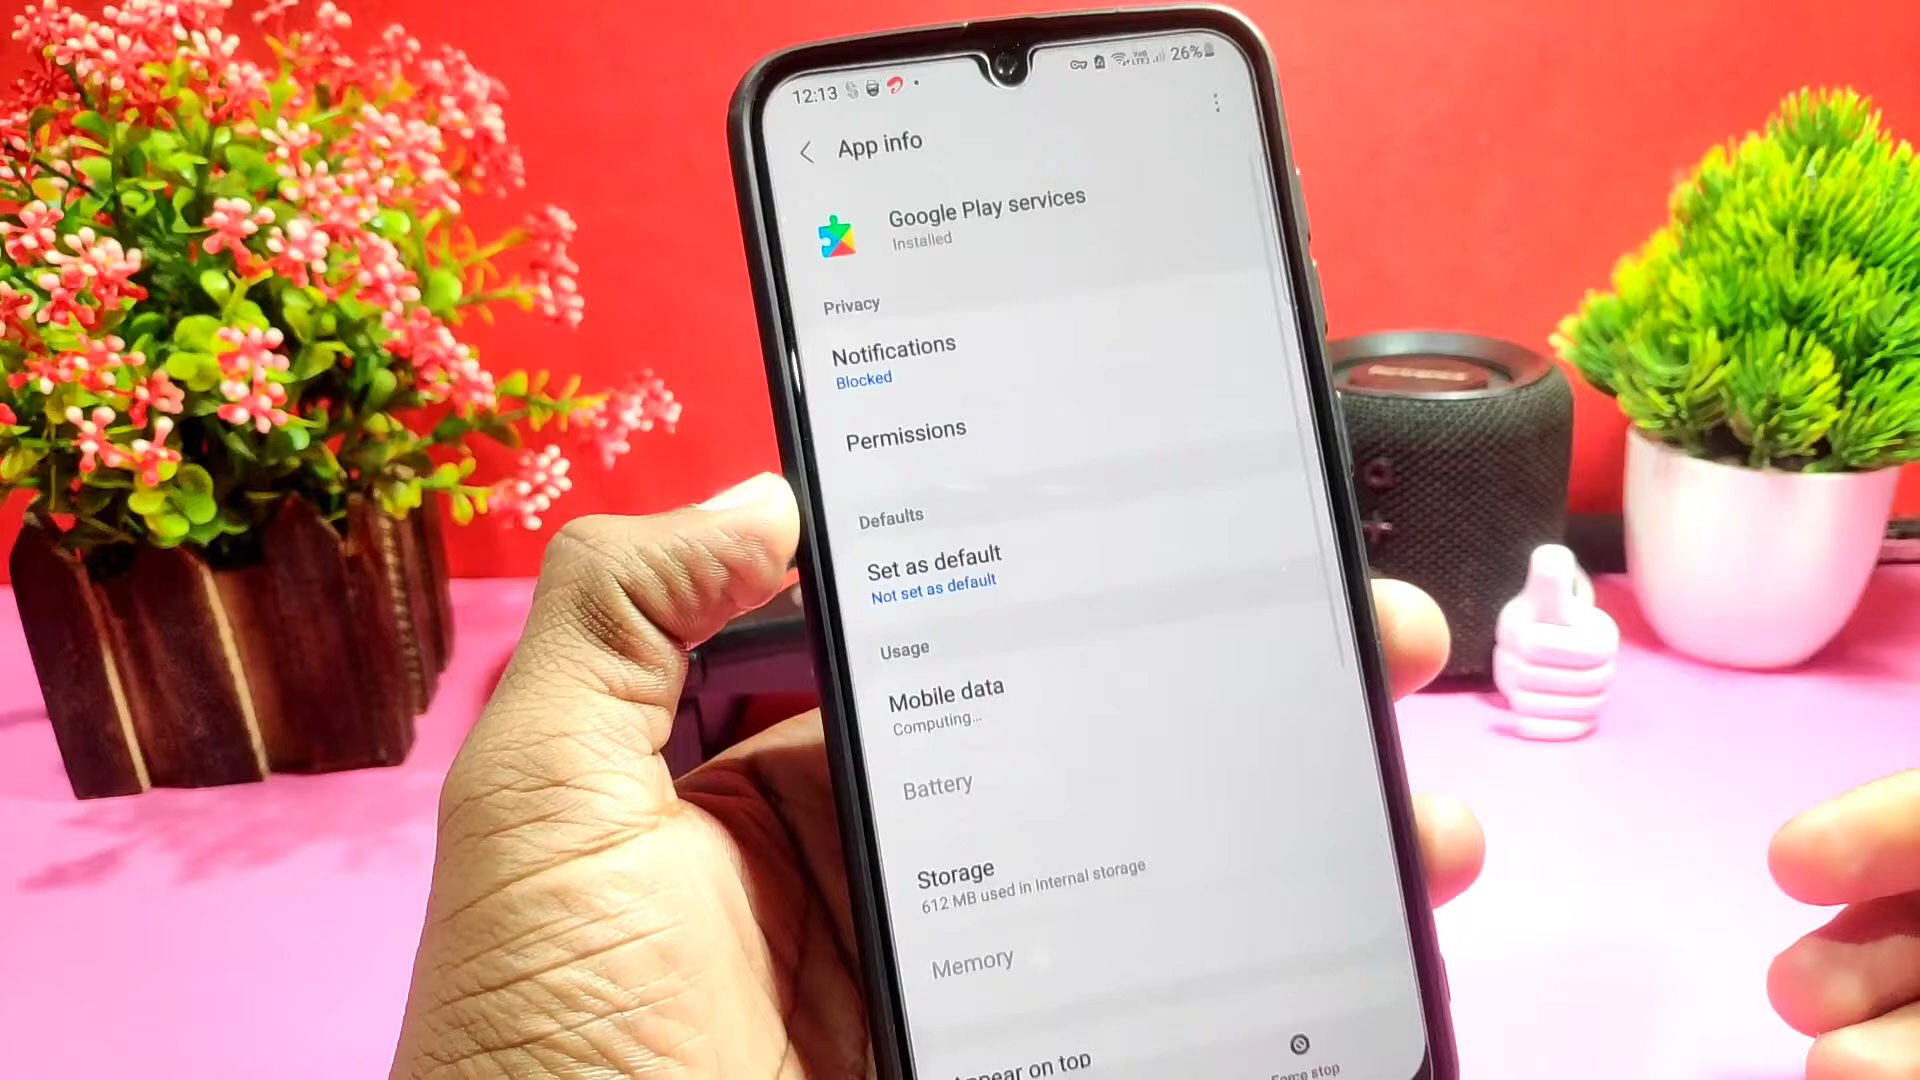 12:13
26%
App info
Google Play services
Installed
Privacy
Notifications
Blocked
Permissions
Defaults
Set as default
Not set as default
Usage
Mobile data
Computing...
Battery
Storage
612 MB used in Internal storage
Memory
Appear on top
Force stop